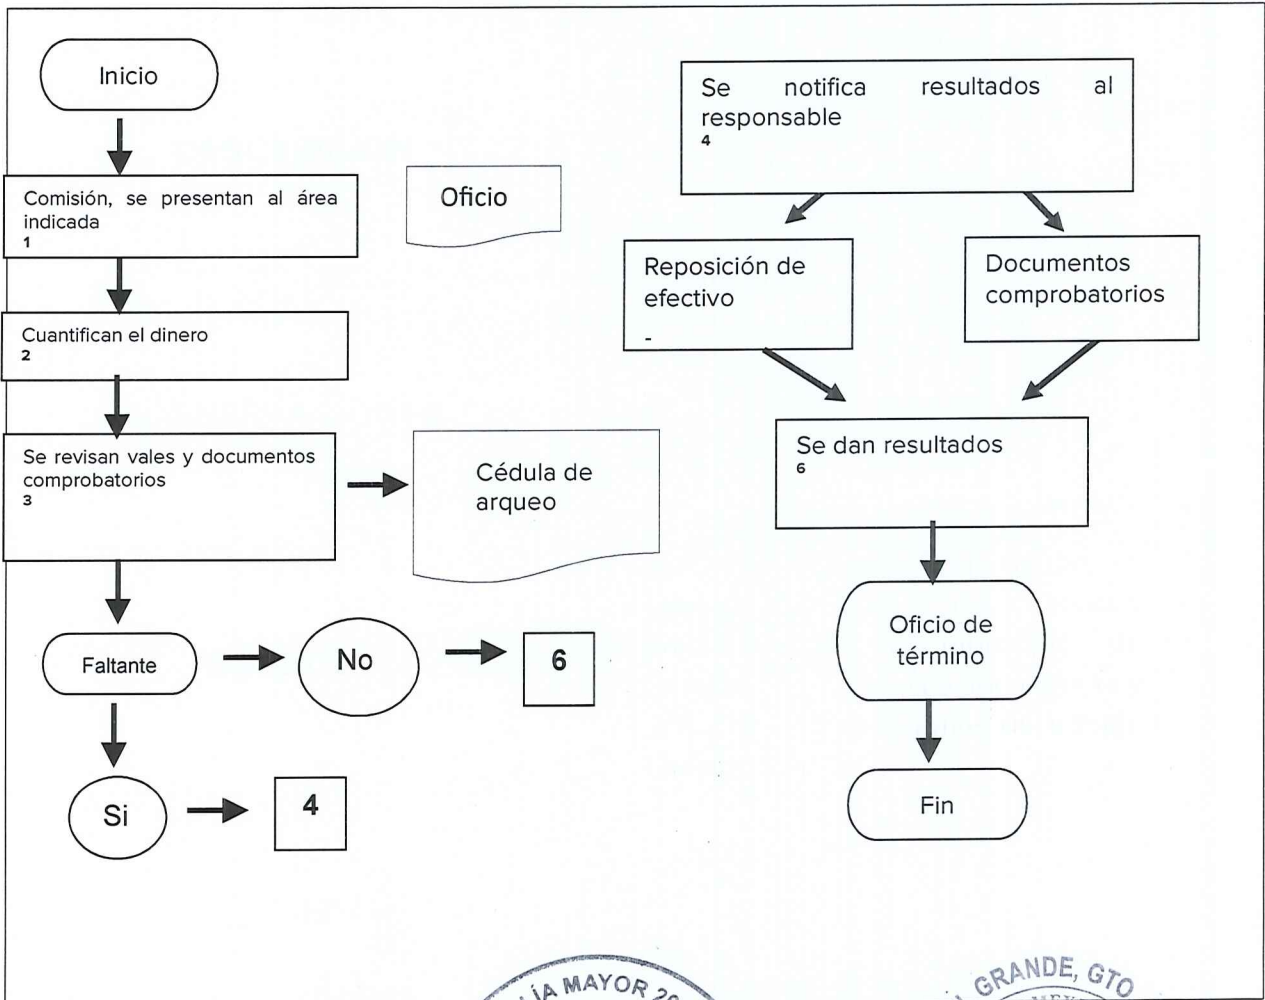 Inicio
Comisión, se presentan al área
indicada
1
Oficio
Cuantifican el dinero
2
Se revisan vales y documentos
comprobatorios
3
Cédula de
arqueo
Faltante
No
6
Si
4
Se notifica resultados al
responsable
4
Reposición de
efectivo
-
Documentos
comprobatorios
Se dan resultados
6
Oficio de
término
Fin
MAYOR
GRANDE, GTO